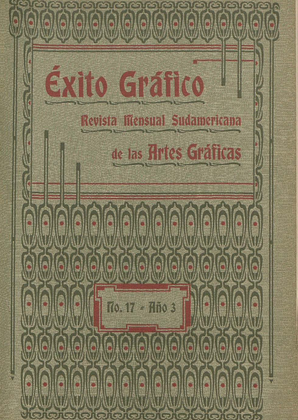 Éxito Gráfico
Revista Mensual Sudamericana
de las Artes Gráficas
No. 17 - Año 3